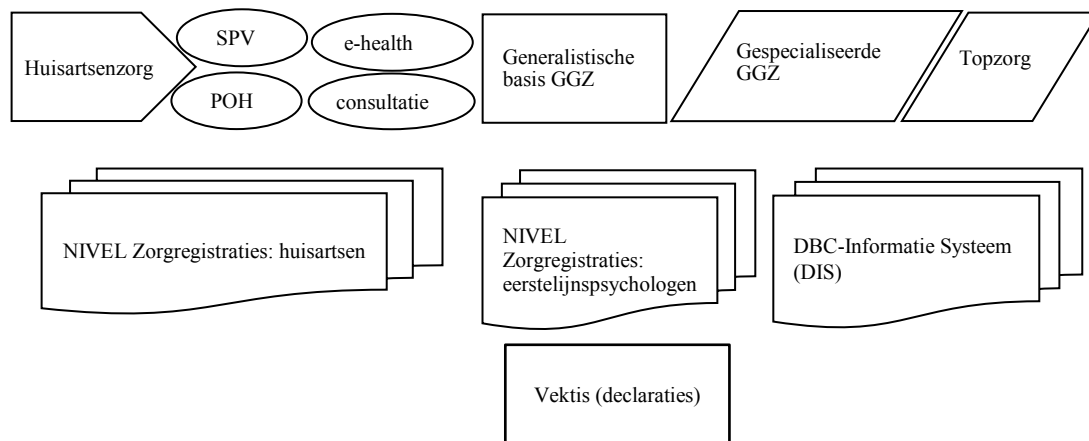 Huisartsenzorg
SPV
POH
e-health
consultatie
Generalistische
basis GGZ
Gespecialiseerde
GGZ
Topzorg
NIVEL Zorgregistraties: huisartsen
NIVEL
Zorgregistraties:
eerstelijnspsychologen
DBC-Informatie Systeem
(DIS)
Vektis (declaraties)